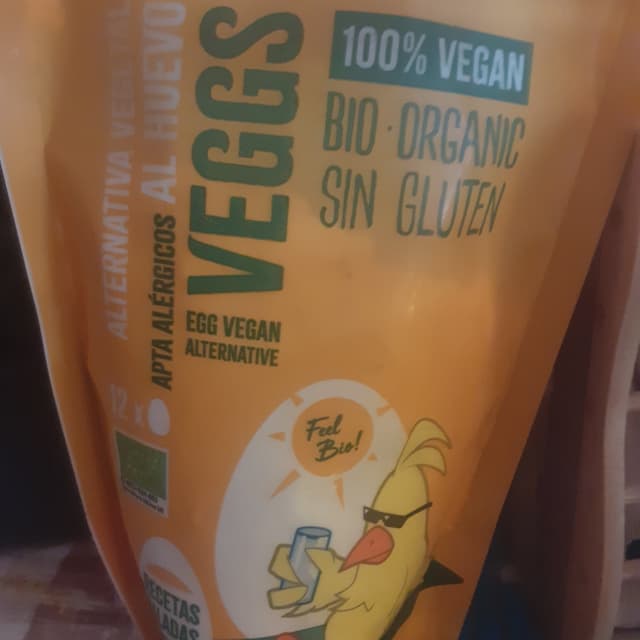 100% VEGAN
BIO · ORGANIC
SIN GLUTEN
VEGGS
ALTERNATIVA VEGETAL
AL HUEVO
APTA ALÉRGICOS
EGG VEGAN
ALTERNATIVE
12 x
Feel
Bio!